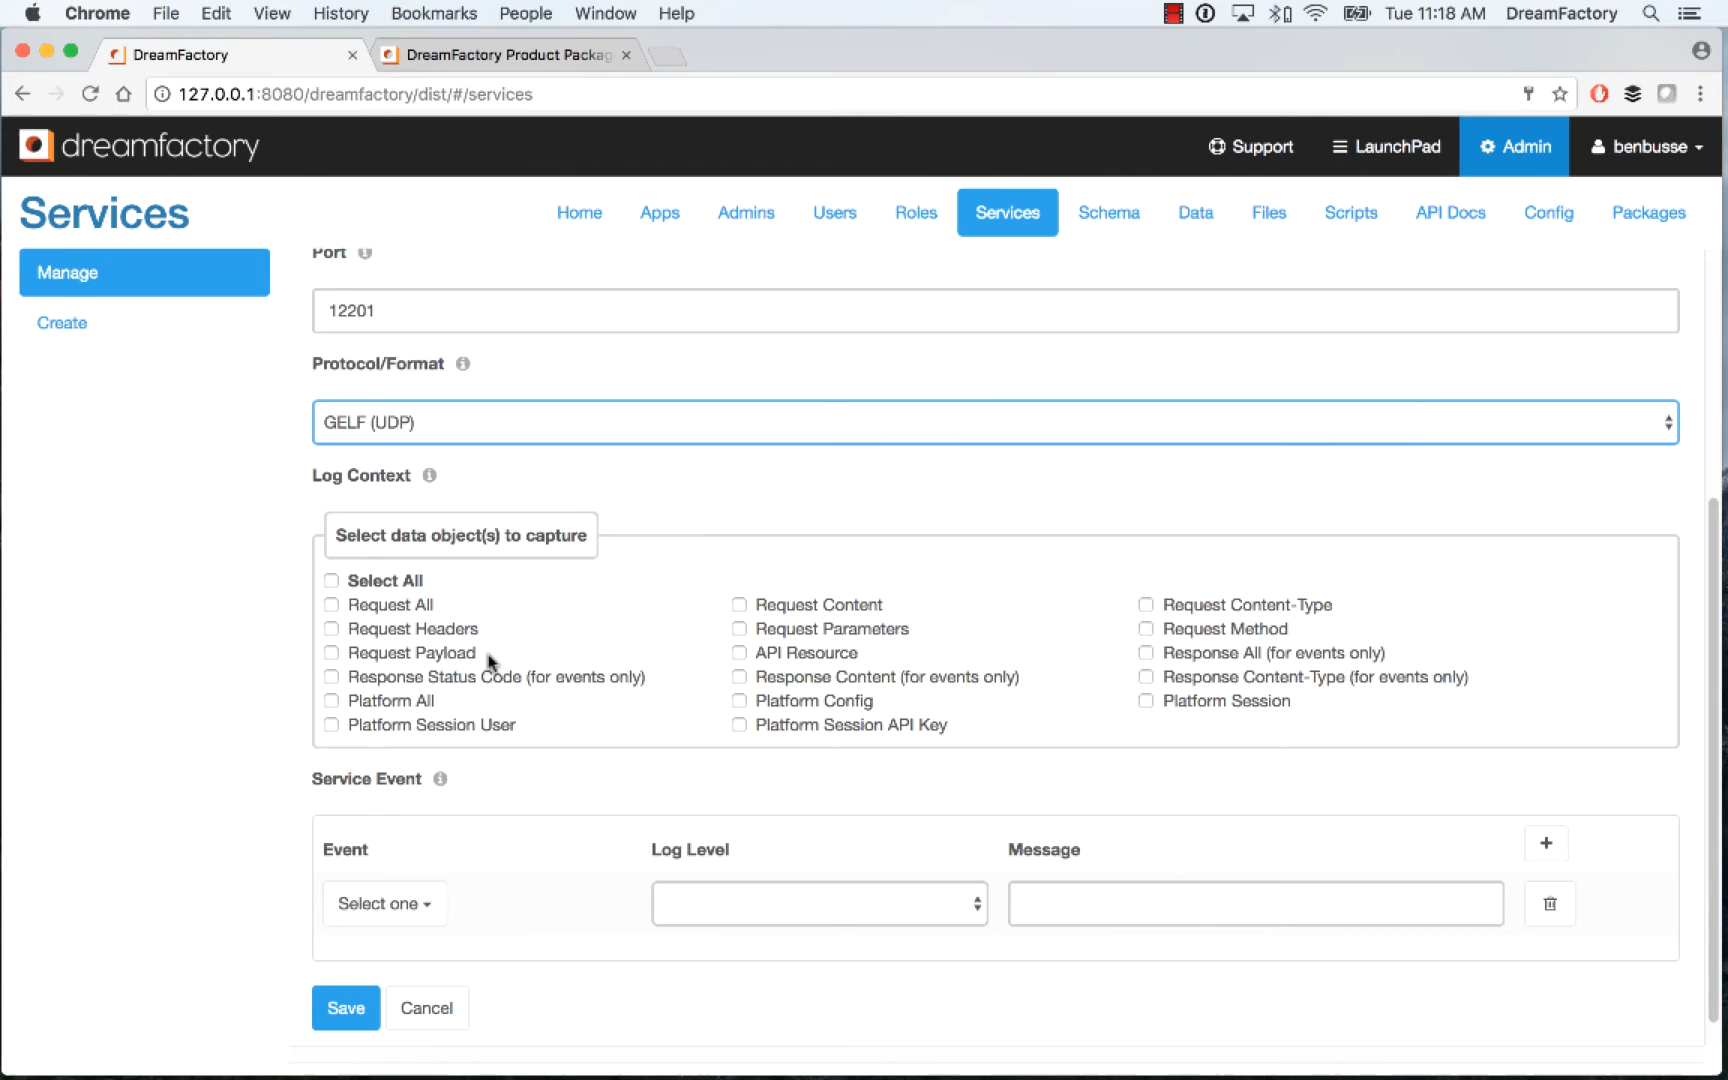 Chrome File Edit View History Bookmarks People Window Help Tue 11:18 AM DreamFactory
DreamFactory DreamFactory Product Packag
127.0.0.1:8080/dreamfactory/dist/#/services
dreamfactory Support LaunchPad Admin benbusse
Services Home Apps Admins Users Roles Services Schema Data Files Scripts API Docs Config Packages
Manage
Create
Port
12201
Protocol/Format
GELF (UDP)
Log Context
Select data object(s) to capture
Select All
Request All Request Content Request Content-Type
Request Headers Request Parameters Request Method
Request Payload API Resource Response All (for events only)
Response Status Code (for events only) Response Content (for events only) Response Content-Type (for events only)
Platform All Platform Config Platform Session
Platform Session User Platform Session API Key
Service Event
Event Log Level Message +
Select one
Save Cancel